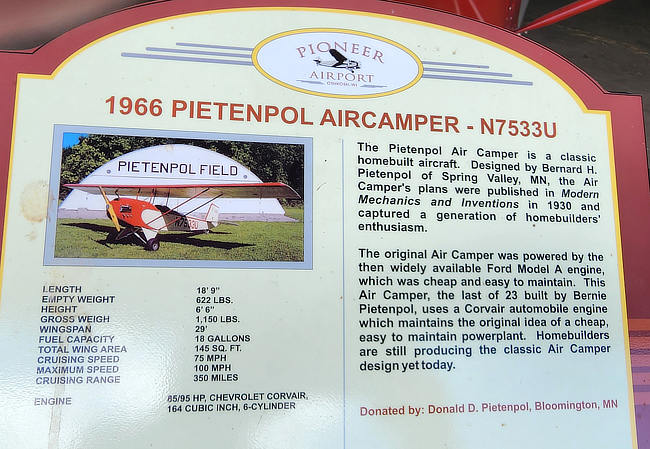 PIONEER
AIRPORT
OSHKOSH, WI
1966 PIETENPOL AIRCAMPER - N7533U
PIETENPOL FIELD
The Pietenpol Air Camper is a classic
homebuilt aircraft. Designed by Bernard H.
Pietenpol of Spring Valley, MN, the Air
Camper's plans were published in Modern
Mechanics and Inventions in 1930 and
captured a generation of homebuilders'
enthusiasm.
The original Air Camper was powered by the
then widely available Ford Model A engine,
which was cheap and easy to maintain. This
Air Camper, the last of 23 built by Bernie
Pietenpol, uses a Corvair automobile engine
which maintains the original idea of a cheap,
easy to maintain powerplant. Homebuilders
are still producing the classic Air Camper
design yet today.
Donated by: Donald D. Pietenpol, Bloomington, MN
LENGTH 18' 9"
EMPTY WEIGHT 622 LBS.
HEIGHT 6' 6"
GROSS WEIGH 1,150 LBS.
WINGSPAN 29'
FUEL CAPACITY 18 GALLONS
TOTAL WING AREA 145 SQ. FT.
CRUISING SPEED 75 MPH
MAXIMUM SPEED 100 MPH
CRUISING RANGE 350 MILES
ENGINE 85/95 HP, CHEVROLET CORVAIR,
164 CUBIC INCH, 6-CYLINDER